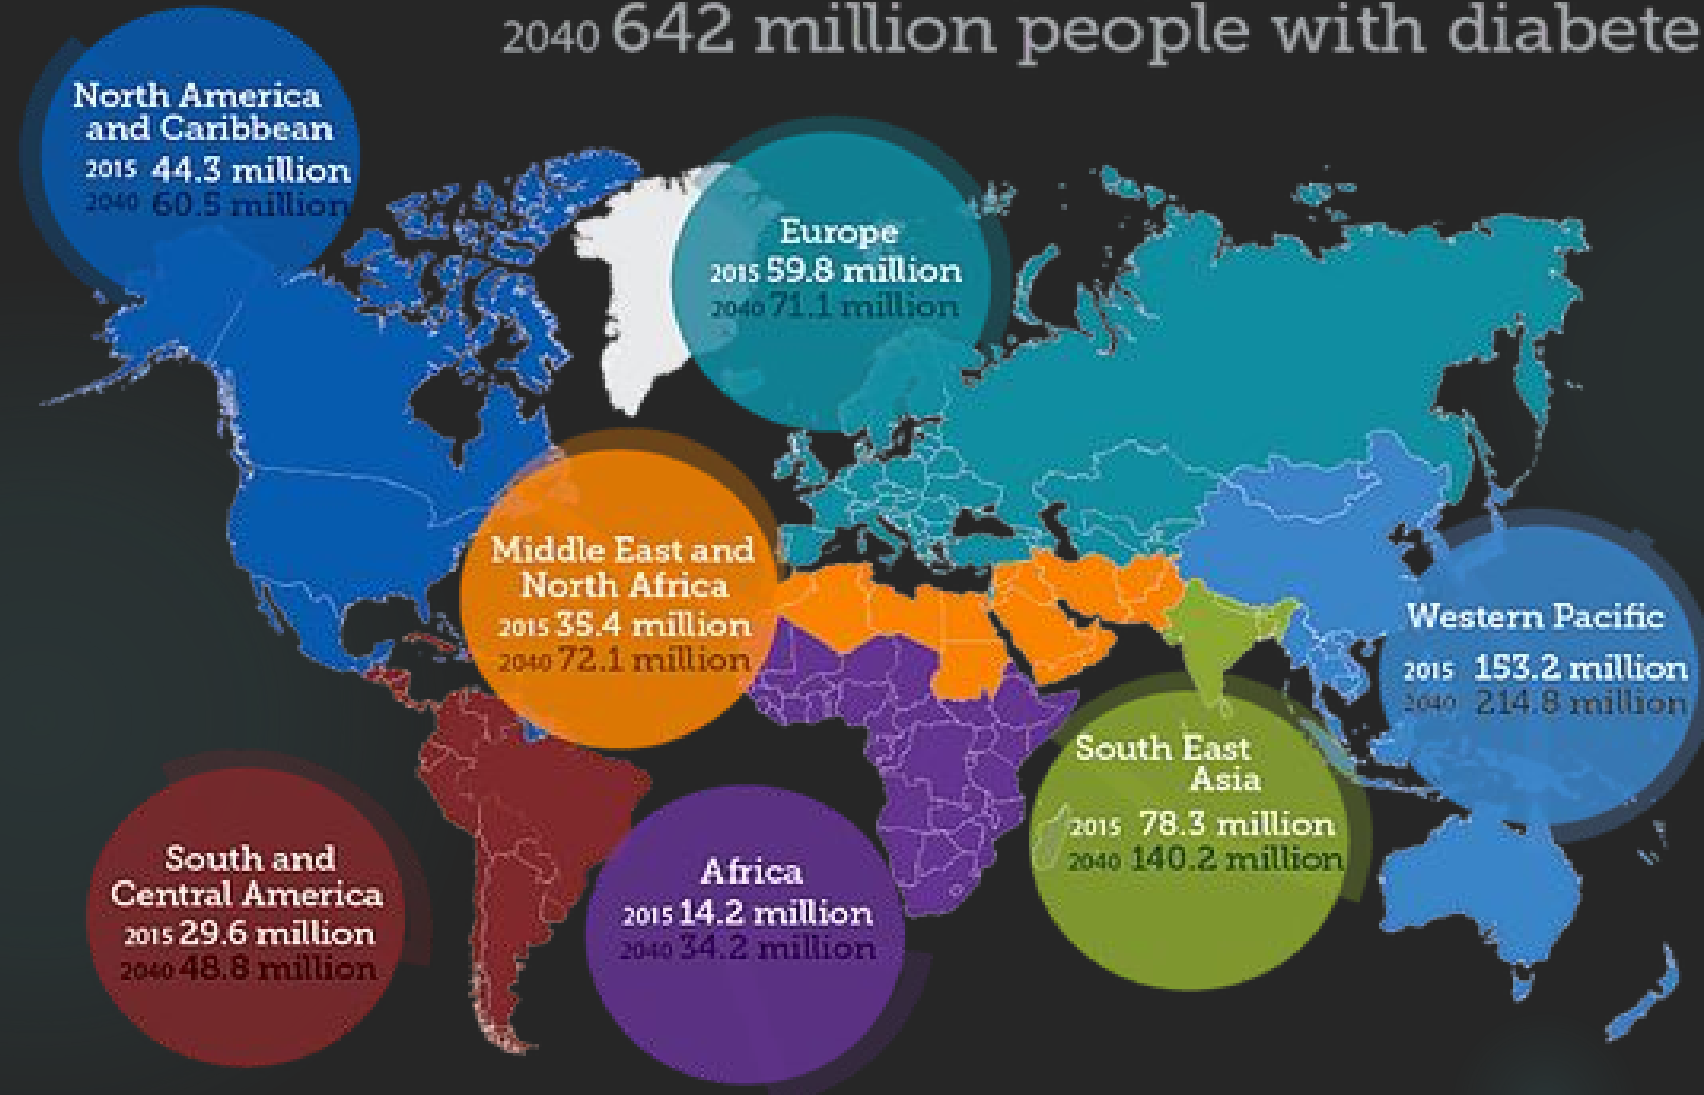 2040 642 million people with diabete
North America
and Caribbean
2015 44.3 million
2040 60.5 million
Europe
2015 59.8 million
2040 71.1 million
Middle East and
North Africa
2015 35.4 million
2040 72.1 million
Western Pacific
2015 153.2 million
2040 214.8 million
South East
Asia
2015 78.3 million
2040 140.2 million
South and
Central America
2015 29.6 million
2040 48.8 million
Africa
2015 14.2 million
2040 34.2 million